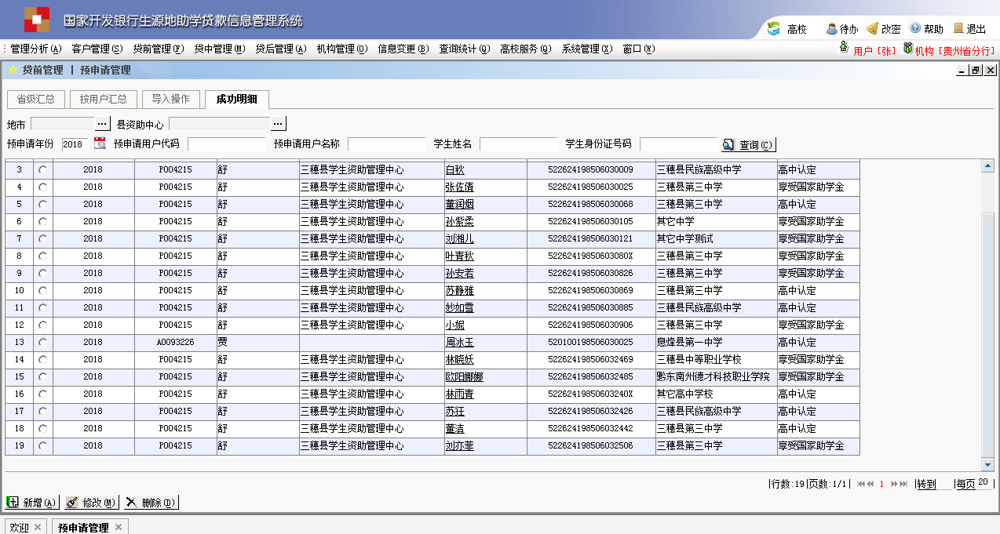 国家开发银行生源地助学贷款信息管理系统
高校 待办 改密 帮助 退出
管理分析(A) 客户管理(S) 贷前管理(P) 贷中管理(M) 贷后管理(A) 机构管理(O) 信息变更(B) 查询统计(Q) 高校服务(Q) 系统管理(X) 窗口(W)
用户 [张] 机构 [贵州省分行]
贷前管理 | 预申请管理
省级汇总 按用户汇总 导入操作 成功明细
地市 ... 县资助中心 ...
预申请年份 2018 预申请用户代码 预申请用户名称 学生姓名 学生身份证号码 查询(C)
3 2018 P004215 舒 三穗县学生资助管理中心 白秋 522624198506030009 三穗县民族高级中学 高中认定
4 2018 P004215 舒 三穗县学生资助管理中心 张佐倩 522624198506030025 三穗县第三中学 享受国家助学金
5 2018 P004215 舒 三穗县学生资助管理中心 董润烟 522624198506030068 三穗县第三中学 高中认定
6 2018 P004215 舒 三穗县学生资助管理中心 孙紫柔 522624198506030105 其它中学 享受国家助学金
7 2018 P004215 舒 三穗县学生资助管理中心 刘湘儿 522624198506030121 其它中学测试 享受国家助学金
8 2018 P004215 舒 三穗县学生资助管理中心 叶青秋 52262419850603080X 三穗县第三中学 享受国家助学金
9 2018 P004215 舒 三穗县学生资助管理中心 孙安若 522624198506030826 三穗县第三中学 享受国家助学金
10 2018 P004215 舒 三穗县学生资助管理中心 苏静雅 522624198506030869 三穗县第三中学 高中认定
11 2018 P004215 舒 三穗县学生资助管理中心 妙如雪 522624198506030885 三穗县民族高级中学 高中认定
12 2018 P004215 舒 三穗县学生资助管理中心 小妮 522624198506030906 三穗县第三中学 享受国家助学金
13 2018 A0093226 贾 周冰玉 520100198506030025 息烽县第一中学 高中认定
14 2018 P004215 舒 三穗县学生资助管理中心 林晓妖 522624198506032469 三穗县中等职业学校 享受国家助学金
15 2018 P004215 舒 三穗县学生资助管理中心 欧阳娜娜 522624198506032485 黔东南州德才科技职业学院 享受国家助学金
16 2018 P004215 舒 三穗县学生资助管理中心 林雨青 52262419850603240X 其它高中学校 高中认定
17 2018 P004215 舒 三穗县学生资助管理中心 苏狂 522624198506032426 三穗县民族高级中学 高中认定
18 2018 P004215 舒 三穗县学生资助管理中心 董洁 522624198506032442 三穗县第三中学 高中认定
19 2018 P004215 舒 三穗县学生资助管理中心 刘亦菲 522624198506032506 三穗县第三中学 享受国家助学金
|行数:19|页数:1/1| 1 |转到 |每页 20 |
新增(A) 修改(M) 删除(D)
欢迎 预申请管理